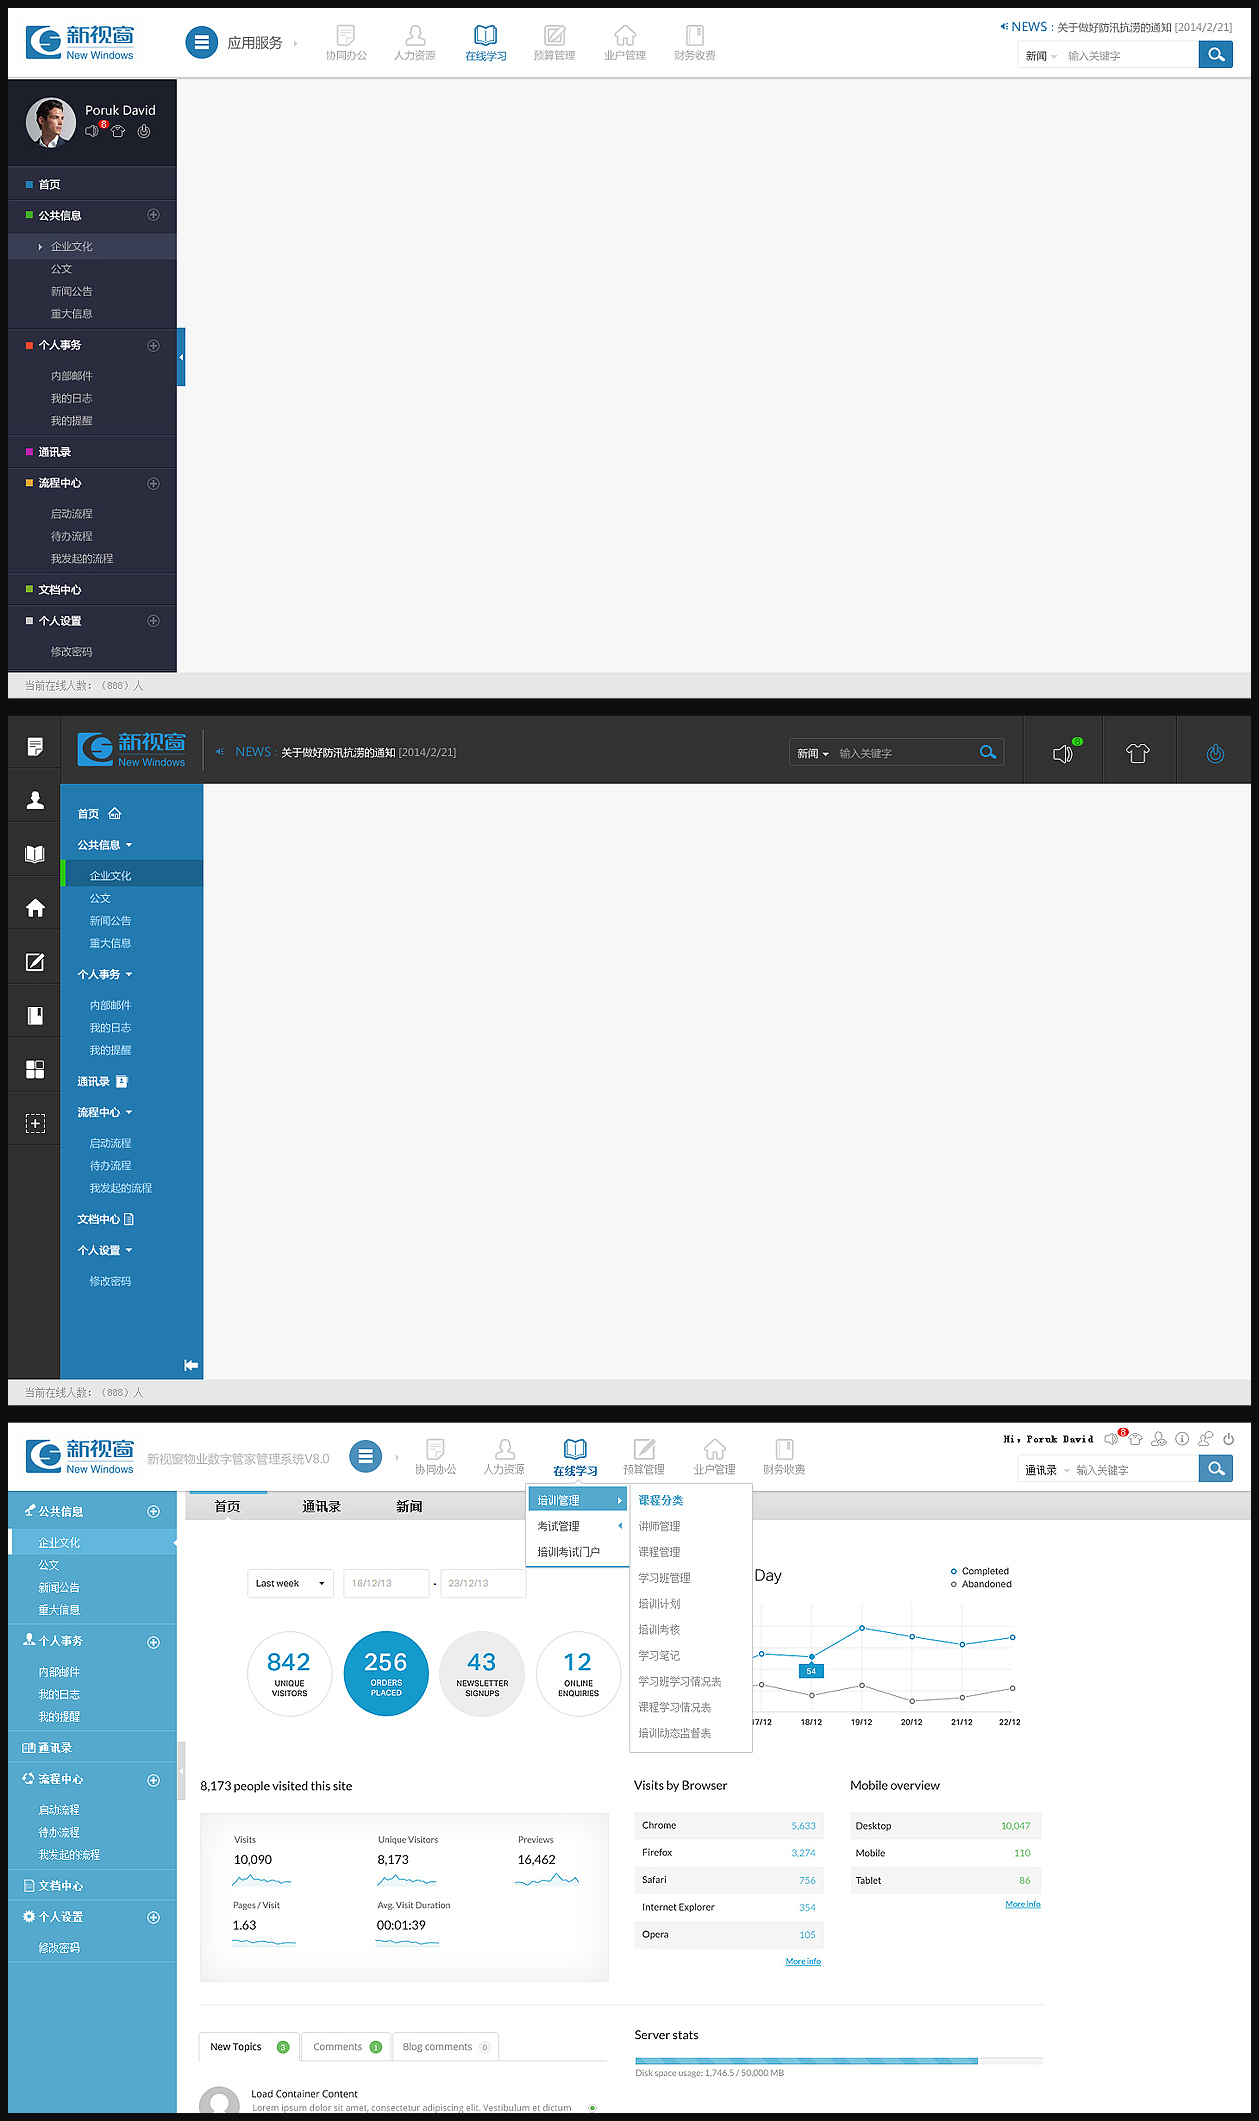 新视窗
New Windows
应用服务
协同办公
人力资源
在线学习
预算管理
业户管理
财务收费
NEWS : 关于做好防汛抗涝的通知 [2014/2/21]
新闻 输入关键字
Poruk David
8
首页
公共信息
企业文化
公文
新闻公告
重大信息
个人事务
内部邮件
我的日志
我的提醒
通讯录
流程中心
启动流程
待办流程
我发起的流程
文档中心
个人设置
修改密码
当前在线人数：（888）人
新视窗
New Windows
NEWS : 关于做好防汛抗涝的通知 [2014/2/21]
新闻 输入关键字
首页
公共信息
企业文化
公文
新闻公告
重大信息
个人事务
内部邮件
我的日志
我的提醒
通讯录
流程中心
启动流程
待办流程
我发起的流程
文档中心
个人设置
修改密码
当前在线人数：（888）人
新视窗
New Windows
新视窗物业数字管家管理系统V8.0
协同办公
人力资源
在线学习
预算管理
业户管理
财务收费
Hi, Poruk David
8
通讯录 输入关键字
公共信息
企业文化
公文
新闻公告
重大信息
个人事务
内部邮件
我的日志
我的提醒
通讯录
流程中心
启动流程
待办流程
我发起的流程
文档中心
个人设置
修改密码
首页
通讯录
新闻
培训管理
考试管理
培训考试门户
课程分类
讲师管理
课程管理
学习班管理
培训计划
培训考核
学习笔记
学习班学习情况表
课程学习情况表
培训动态监督表
Last week
16/12/13 - 23/12/13
842
UNIQUE
VISITORS
256
ORDERS
PLACED
43
NEWSLETTER
SIGNUPS
12
ONLINE
ENQUIRIES
Day
Completed
Abandoned
54
17/12 18/12 19/12 20/12 21/12 22/12
8,173 people visited this site
Visits
10,090
Unique Visitors
8,173
Previews
16,462
Pages / Visit
1.63
Avg. Visit Duration
00:01:39
Visits by Browser
Chrome 5,633
Firefox 3,274
Safari 756
Internet Explorer 354
Opera 105
More info
Mobile overview
Desktop 10,047
Mobile 110
Tablet 86
More info
New Topics 3
Comments 1
Blog comments 0
Load Container Content
Lorem ipsum dolor sit amet, consectetur adipiscing elit. Vestibulum et dictum
Server stats
Disk space usage: 1,746.5 / 50,000 MB